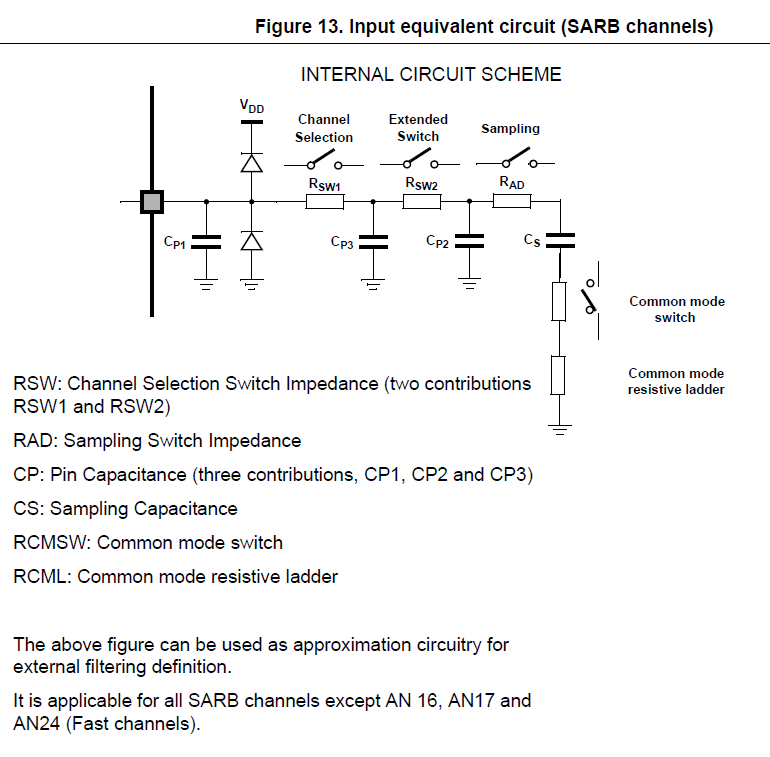 Figure 13. Input equivalent circuit (SARB channels)
INTERNAL CIRCUIT SCHEME
VDD
Channel
Selection
Extended
Switch
Sampling
RSW1
RSW2
RAD
CP1
CP3
CP2
CS
Common mode
switch
Common mode
resistive ladder
RSW: Channel Selection Switch Impedance (two contributions
RSW1 and RSW2)
RAD: Sampling Switch Impedance
CP: Pin Capacitance (three contributions, CP1, CP2 and CP3)
CS: Sampling Capacitance
RCMSW: Common mode switch
RCML: Common mode resistive ladder
The above figure can be used as approximation circuitry for
external filtering definition.
It is applicable for all SARB channels except AN 16, AN17 and
AN24 (Fast channels).